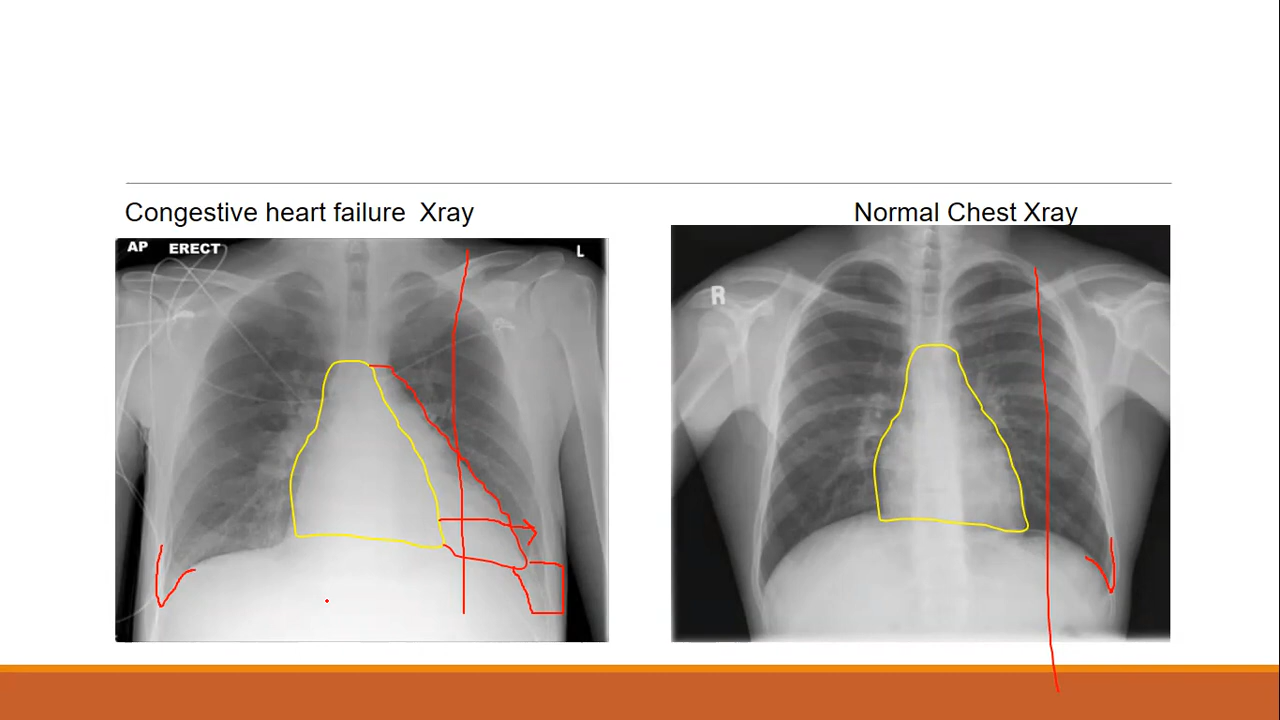 Congestive heart failure  Xray
Normal Chest Xray
AP ERECT
L
R